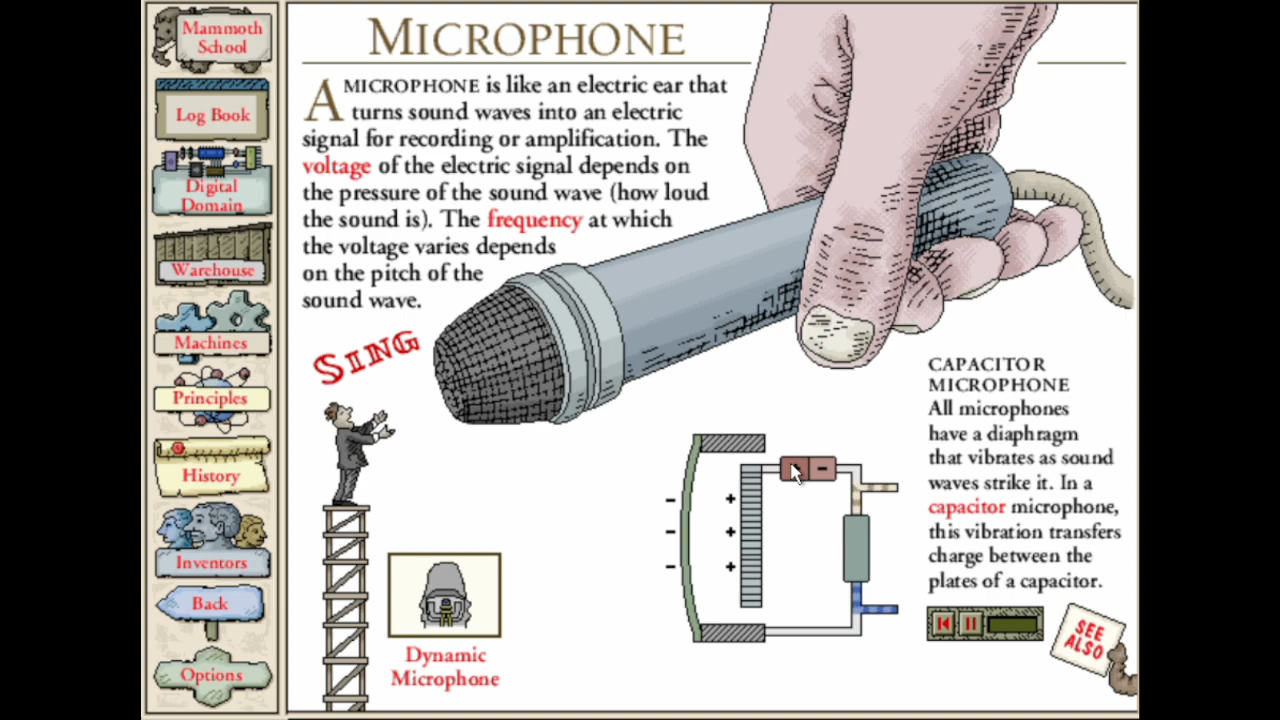 Mammoth
School
Log Book
Digital
Domain
Warehouse
Machines
Principles
History
Inventors
Back
Options
MICROPHONE
A MICROPHONE is like an electric ear that
turns sound waves into an electric
signal for recording or amplification. The
voltage of the electric signal depends on
the pressure of the sound wave (how loud
the sound is). The frequency at which
the voltage varies depends
on the pitch of the
sound wave.
SING
Dynamic
Microphone
- +
- +
- +
-
CAPACITOR
MICROPHONE
All microphones
have a diaphragm
that vibrates as sound
waves strike it. In a
capacitor microphone,
this vibration transfers
charge between the
plates of a capacitor.
SEE
ALSO